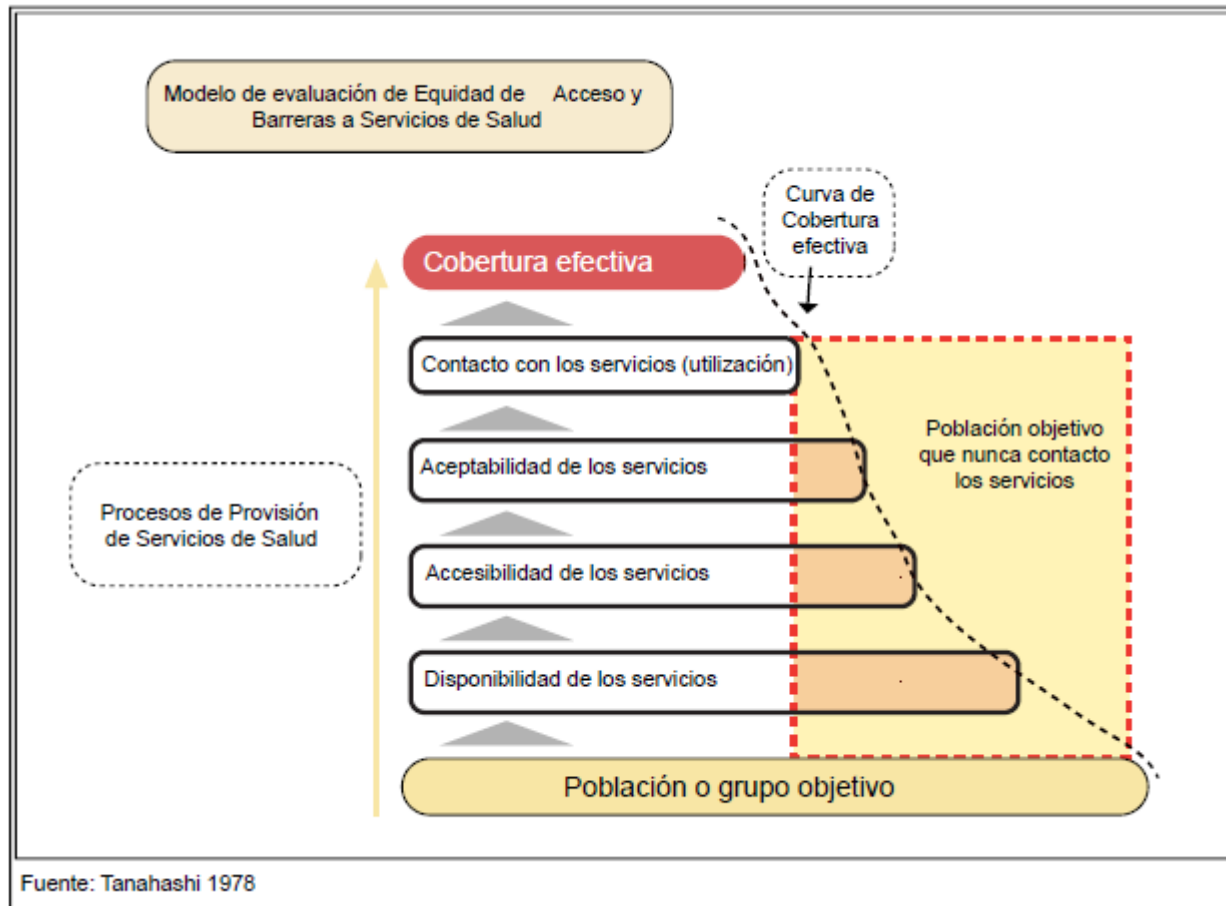 Modelo de evaluación de Equidad de Acceso y
Barreras a Servicios de Salud
Curva de
Cobertura
efectiva
Cobertura efectiva
Contacto con los servicios (utilización)
Población objetivo
que nunca contacto
los servicios
Aceptabilidad de los servicios
Procesos de Provisión
de Servicios de Salud
Accesibilidad de los servicios
Disponibilidad de los servicios
Población o grupo objetivo
Fuente: Tanahashi 1978